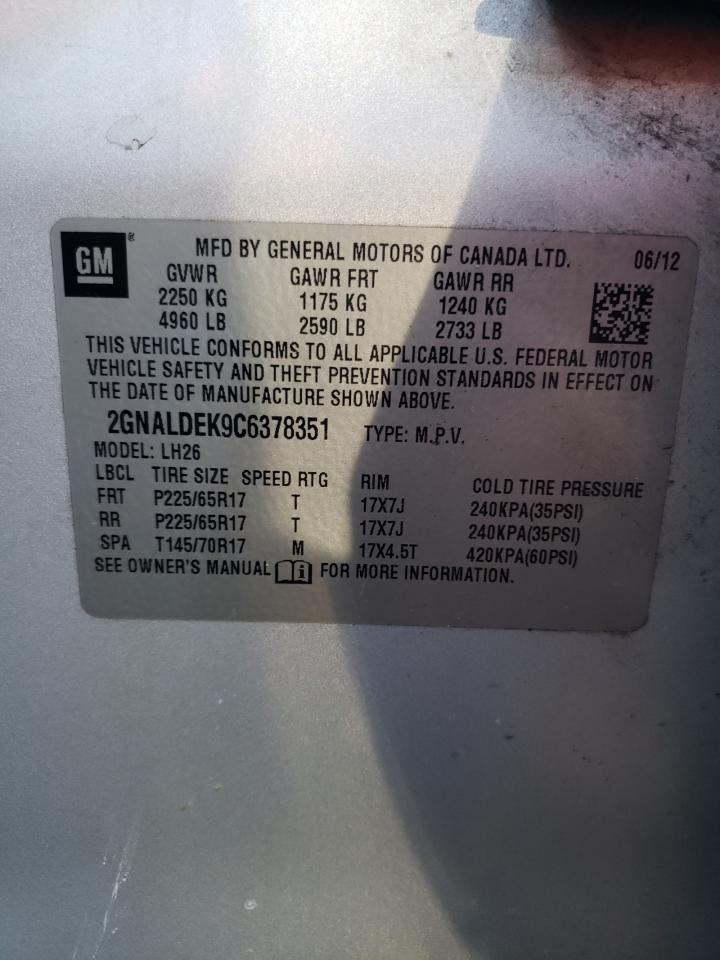 GM® MFD BY GENERAL MOTORS OF CANADA LTD. 06/12
GVWR GAWR FRT GAWR RR
2250 KG 1175 KG 1240 KG
4960 LB 2590 LB 2733 LB
THIS VEHICLE CONFORMS TO ALL APPLICABLE U.S. FEDERAL MOTOR
VEHICLE SAFETY AND THEFT PREVENTION STANDARDS IN EFFECT ON
THE DATE OF MANUFACTURE SHOWN ABOVE.
2GNALDEK9C6378351 TYPE: M.P.V.
MODEL: LH26
LBCL TIRE SIZE SPEED RTG RIM COLD TIRE PRESSURE
FRT P225/65R17 T 17X7J 240KPA(35PSI)
RR P225/65R17 T 17X7J 240KPA(35PSI)
SPA T145/70R17 M 17X4.5T 420KPA(60PSI)
SEE OWNER'S MANUAL i FOR MORE INFORMATION.